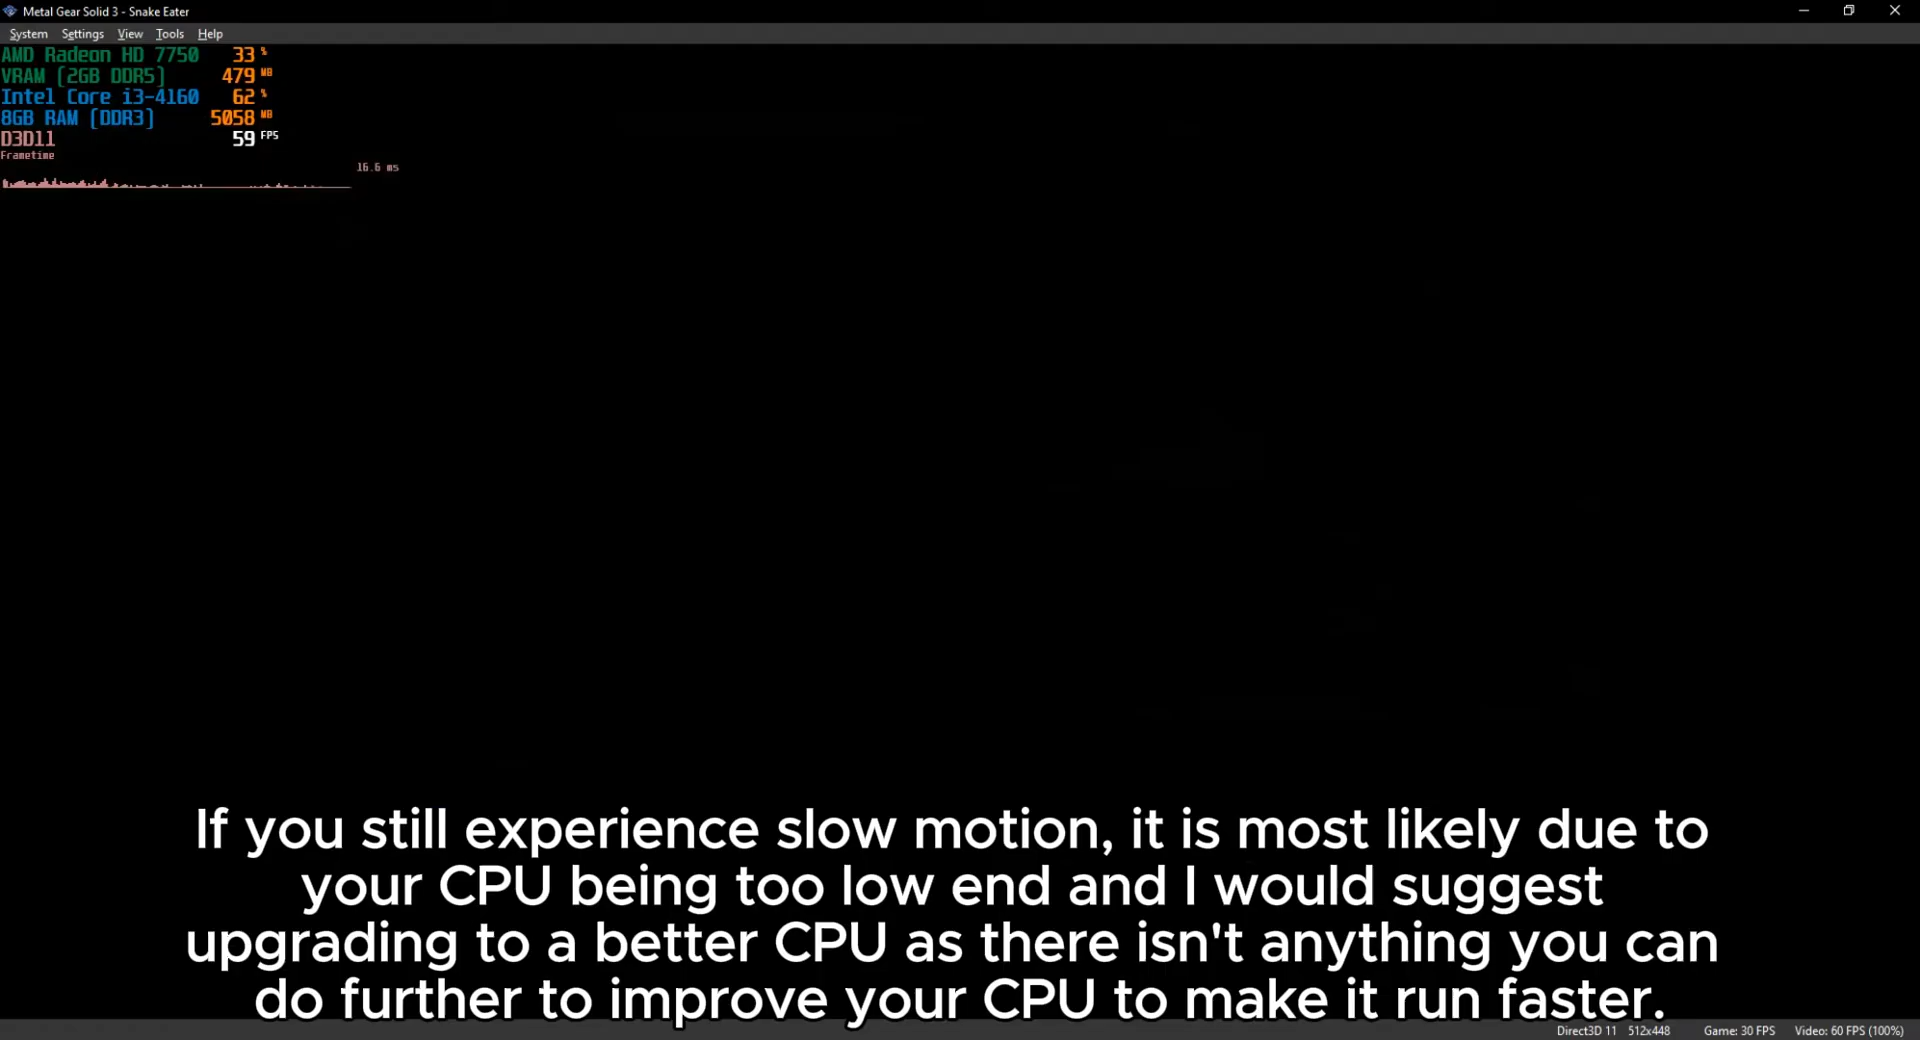 Metal Gear Solid 3 - Snake Eater
System Settings View Tools Help
AMD Radeon HD 7750 33 %
VRAM [2GB DDR5] 479 MB
Intel Core i3-4160 62 %
8GB RAM [DDR3] 5058 MB
D3D11 59 FPS
Frametime
16.6 ms
If you still experience slow motion, it is most likely due to
your CPU being too low end and I would suggest
upgrading to a better CPU as there isn't anything you can
do further to improve your CPU to make it run faster.
Direct3D 11 512x448 Game: 30 FPS Video: 60 FPS (100%)